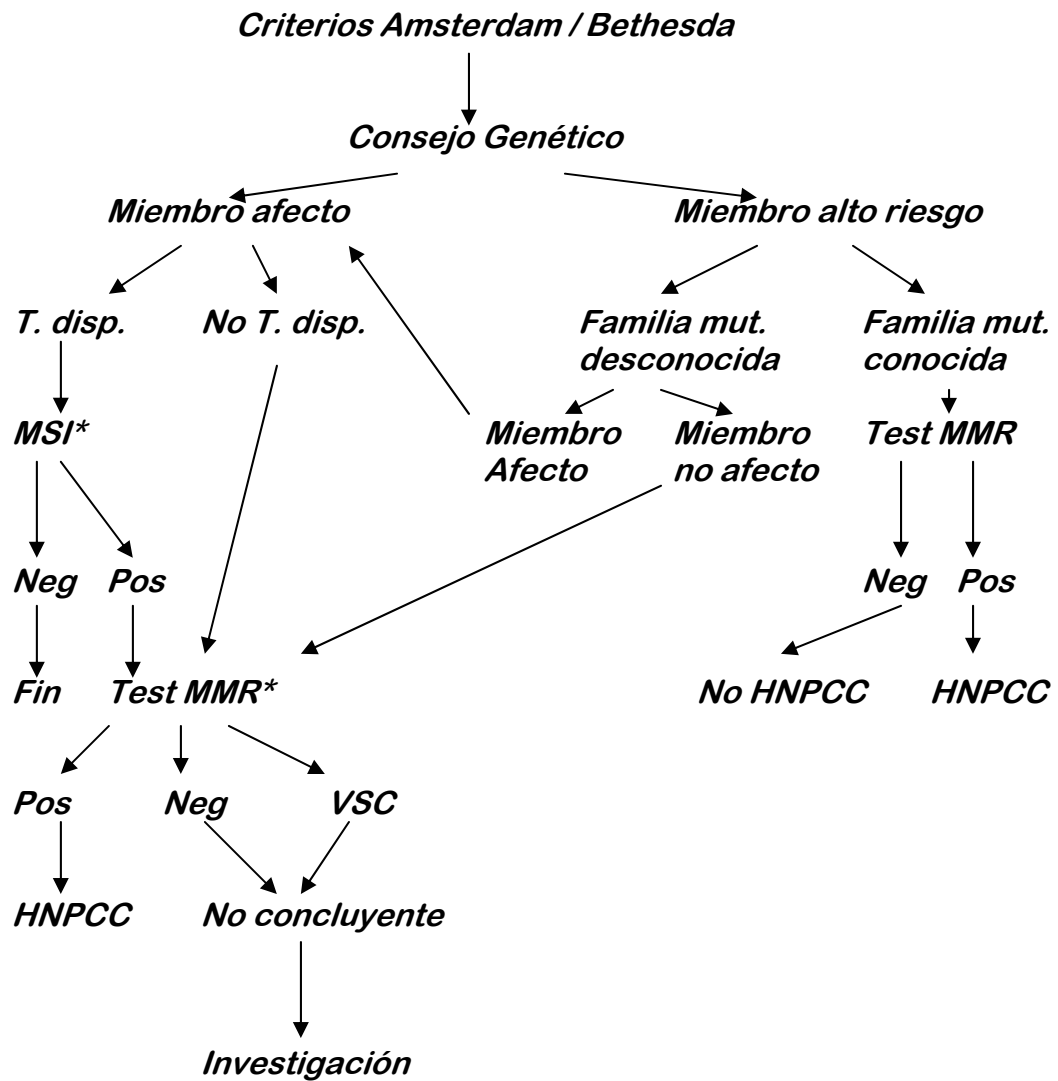 Criterios Amsterdam / Bethesda
Consejo Genético
Miembro afecto
Miembro alto riesgo
T. disp.
No T. disp.
Familia mut.
desconocida
Familia mut.
conocida
MSI*
Miembro
Afecto
Miembro
no afecto
Test MMR
Neg
Pos
Neg
Pos
Fin
Test MMR*
No HNPCC
HNPCC
Pos
Neg
VSC
HNPCC
No concluyente
Investigación